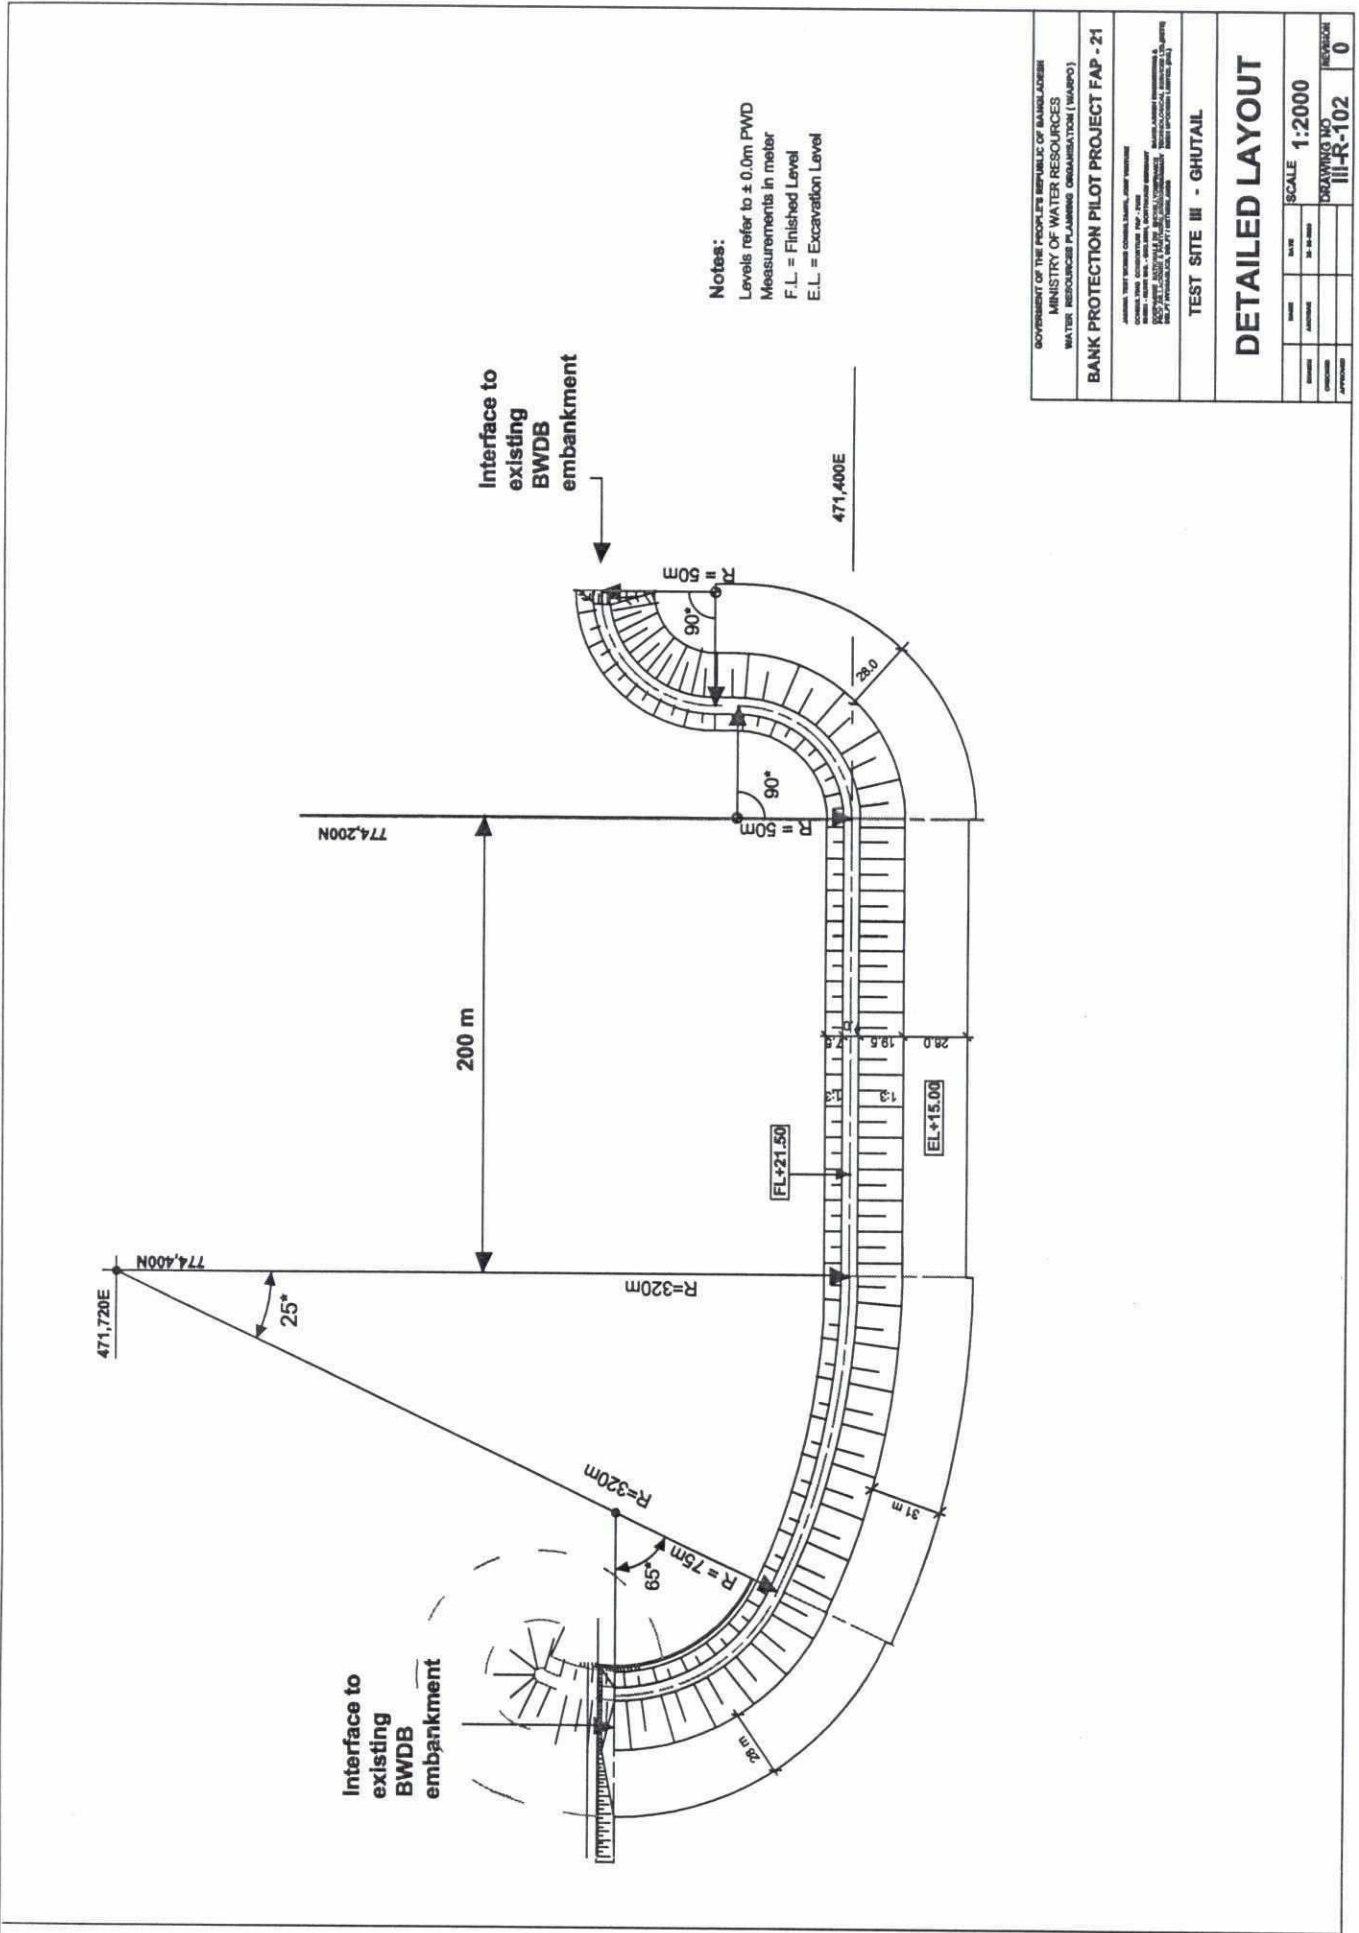 471,720E
774,400N
25*
R=320m
R=320m
65*
R = 75m
Interface to
existing
BWDB
embankment
28 m
31 m
200 m
774,200N
FL+21.50
EL+15.00
7.5
19.5
28.0
1:3
1:3
R = 50m
90*
90*
R = 50m
28.0
471,400E
Interface to
existing
BWDB
embankment
Notes:
Levels refer to ± 0.0m PWD
Measurements in meter
F.L. = Finished Level
E.L. = Excavation Level
GOVERMENT OF THE PEOPLE'S REPUBLIC OF BANGLADESH
MINISTRY OF WATER RESOURCES
WATER RESOURCES PLANNING ORGANISATION ( WARPO )
BANK PROTECTION PILOT PROJECT FAP - 21
TEST SITE III - GHUTAIL
DETAILED LAYOUT
NAME
DATE
SCALE
1:2000
CHECKED
APPROVED
DRAWING NO
III-R-102
REVISION
0